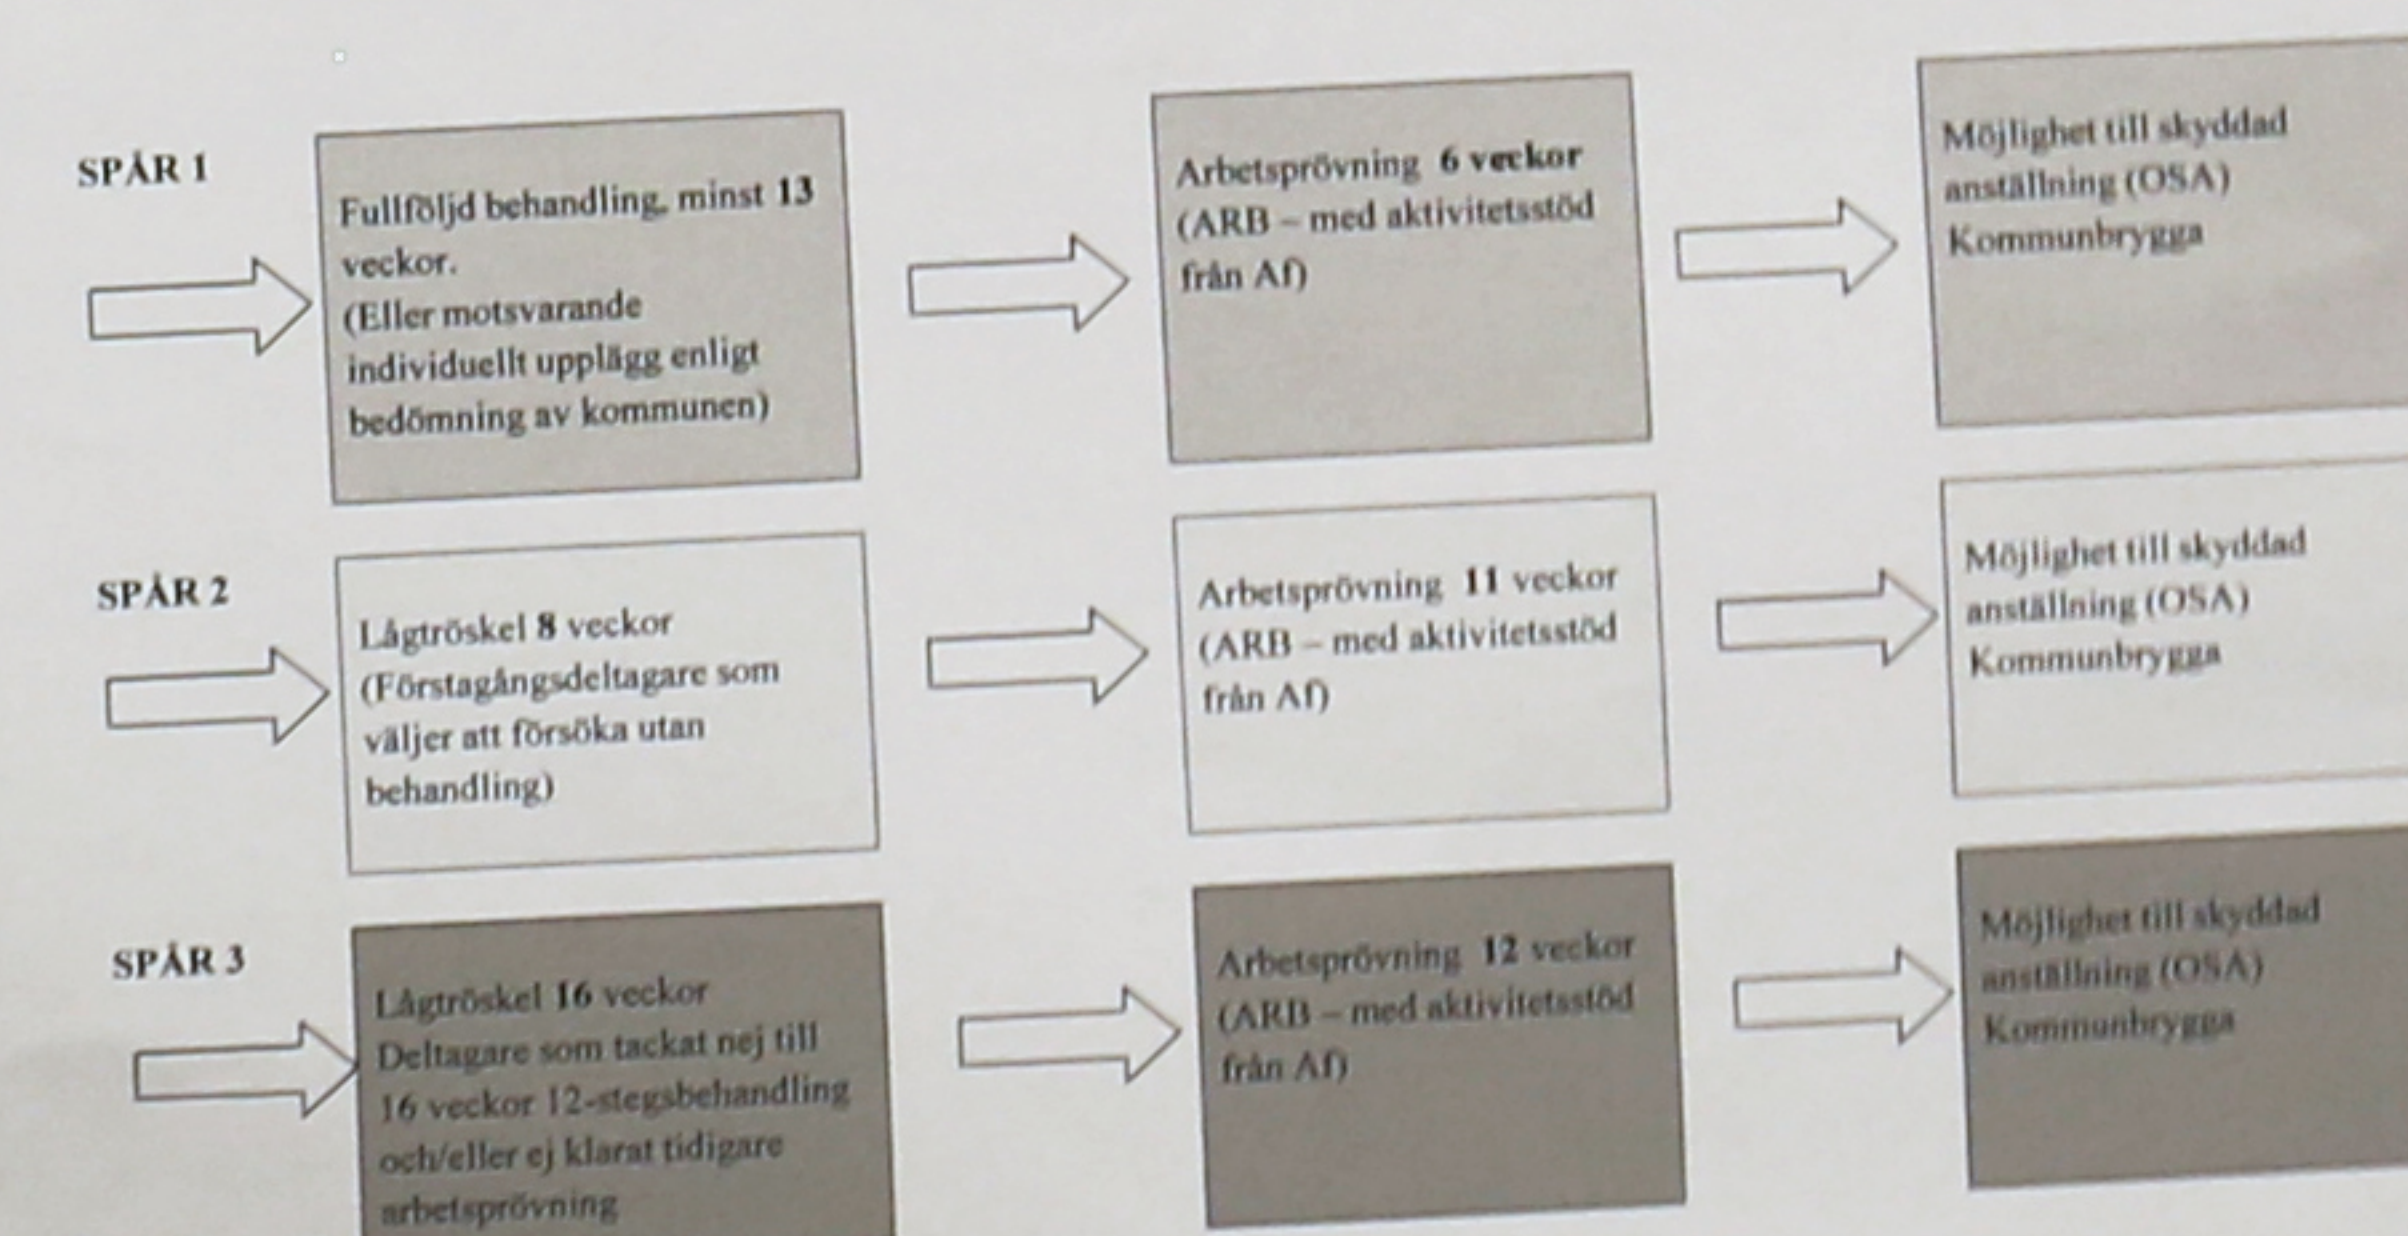 SPÅR 1
Fullföljd behandling, minst 13
veckor.
(Eller motsvarande
individuellt upplägg enligt
bedömning av kommunen)
Arbetsprövning 6 veckor
(ARB – med aktivitetsstöd
från Af)
Möjlighet till skyddad
anställning (OSA)
Kommunbrygga
SPÅR 2
Lågtröskel 8 veckor
(Förstagångsdeltagare som
väljer att försöka utan
behandling)
Arbetsprövning 11 veckor
(ARB – med aktivitetsstöd
från Af)
Möjlighet till skyddad
anställning (OSA)
Kommunbrygga
SPÅR 3
Lågtröskel 16 veckor
Deltagare som tackat nej till
16 veckor 12-stegsbehandling
och/eller ej klarat tidigare
arbetsprövning
Arbetsprövning 12 veckor
(ARB – med aktivitetsstöd
från Af)
Möjlighet till skyddad
anställning (OSA)
Kommunbrygga